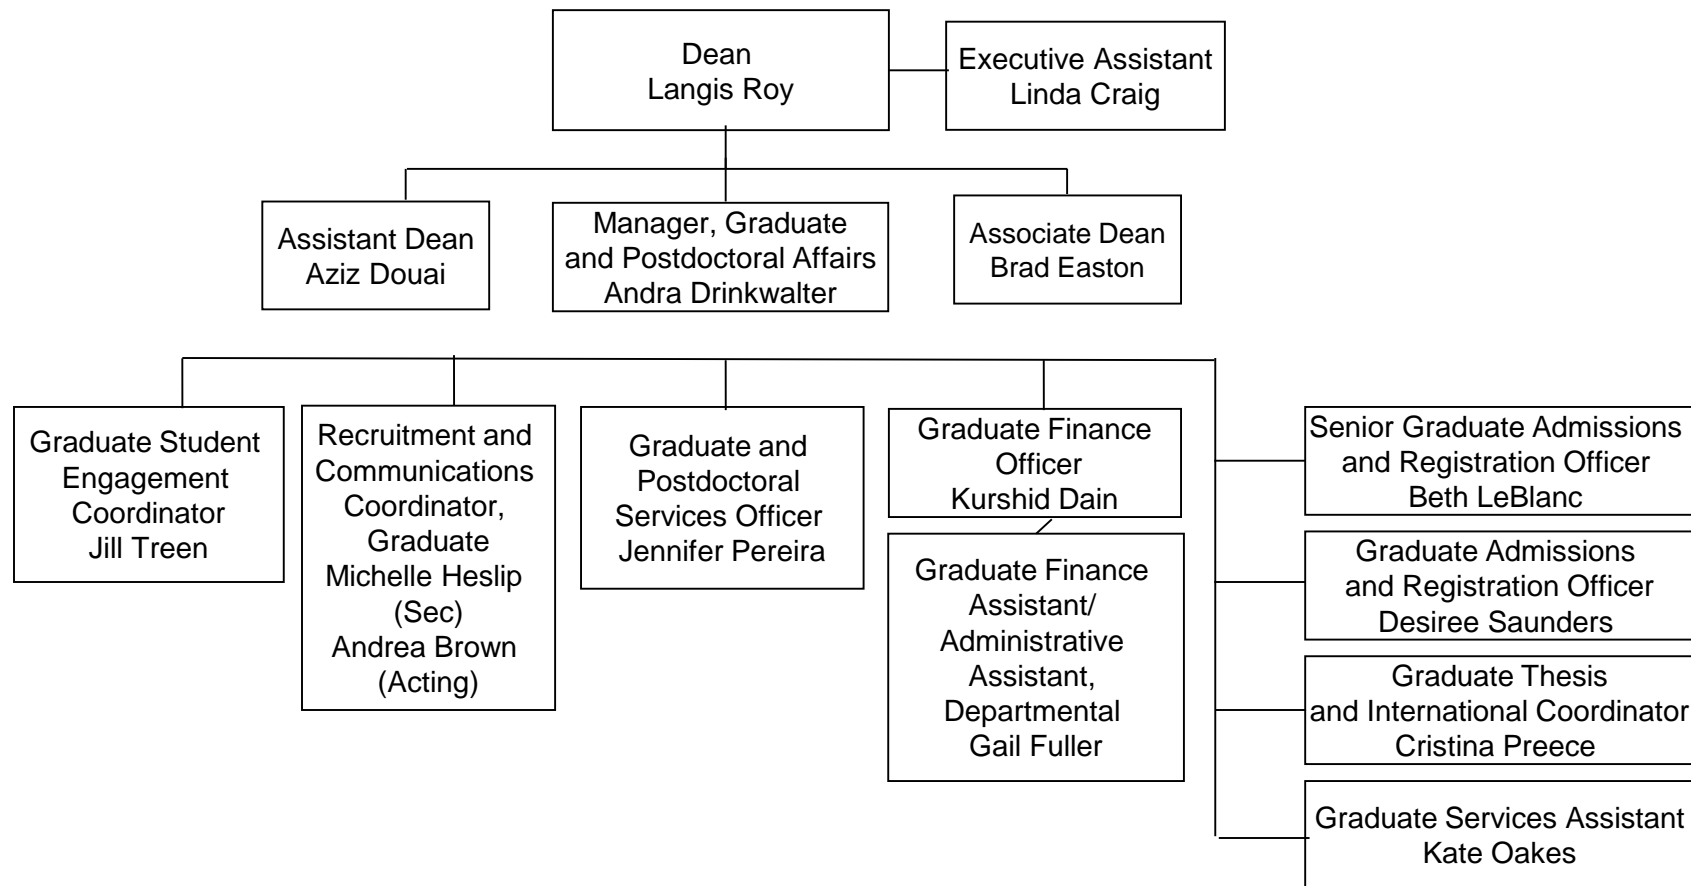 Dean
Langis Roy
Executive Assistant
Linda Craig
Assistant Dean
Aziz Douai
Manager, Graduate
and Postdoctoral Affairs
Andra Drinkwalter
Associate Dean
Brad Easton
Graduate Student
Engagement
Coordinator
Jill Treen
Recruitment and
Communications
Coordinator,
Graduate
Michelle Heslip
(Sec)
Andrea Brown
(Acting)
Graduate and
Postdoctoral
Services Officer
Jennifer Pereira
Graduate Finance
Officer
Kurshid Dain
Graduate Finance
Assistant/
Administrative
Assistant,
Departmental
Gail Fuller
Senior Graduate Admissions
and Registration Officer
Beth LeBlanc
Graduate Admissions
and Registration Officer
Desiree Saunders
Graduate Thesis
and International Coordinator
Cristina Preece
Graduate Services Assistant
Kate Oakes